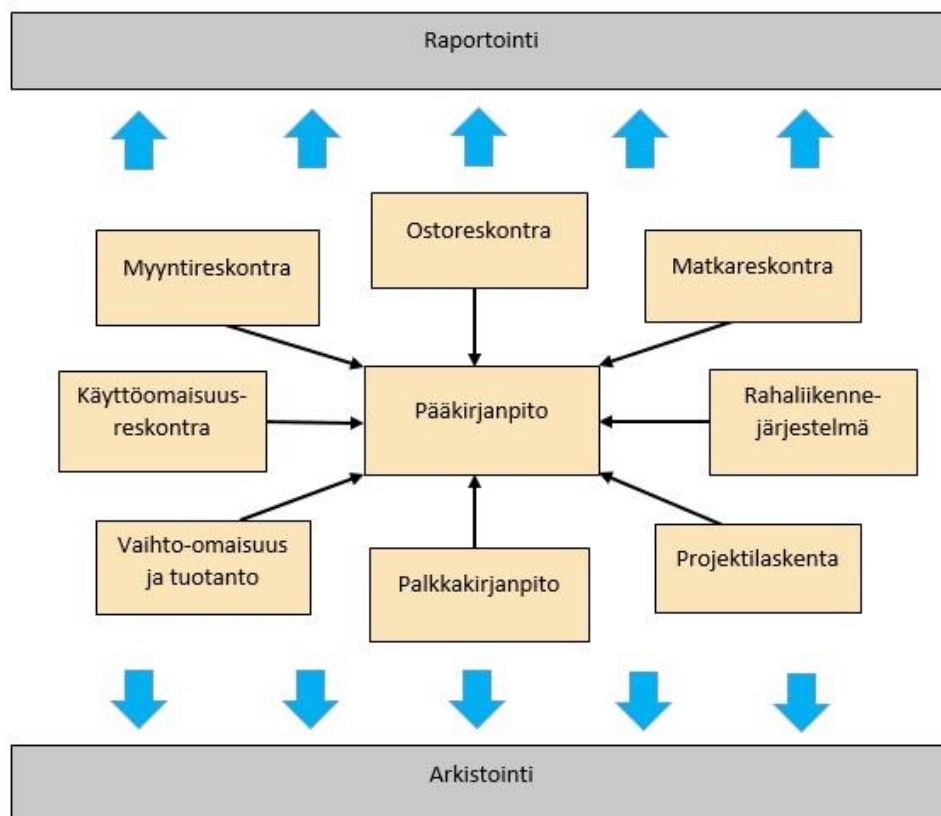 Raportointi
Ostoreskontra
Myyntireskontra
Matkareskontra
Käyttöomaisuus-
reskontra
Pääkirjanpito
Rahaliikenne-
järjestelmä
Vaihto-omaisuus
ja tuotanto
Palkkakirjanpito
Projektilaskenta
Arkistointi